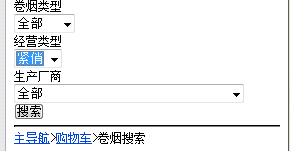 卷烟类型
全部
经营类型
紧俏
生产厂商
全部
搜索
主导航>购物车>卷烟搜索